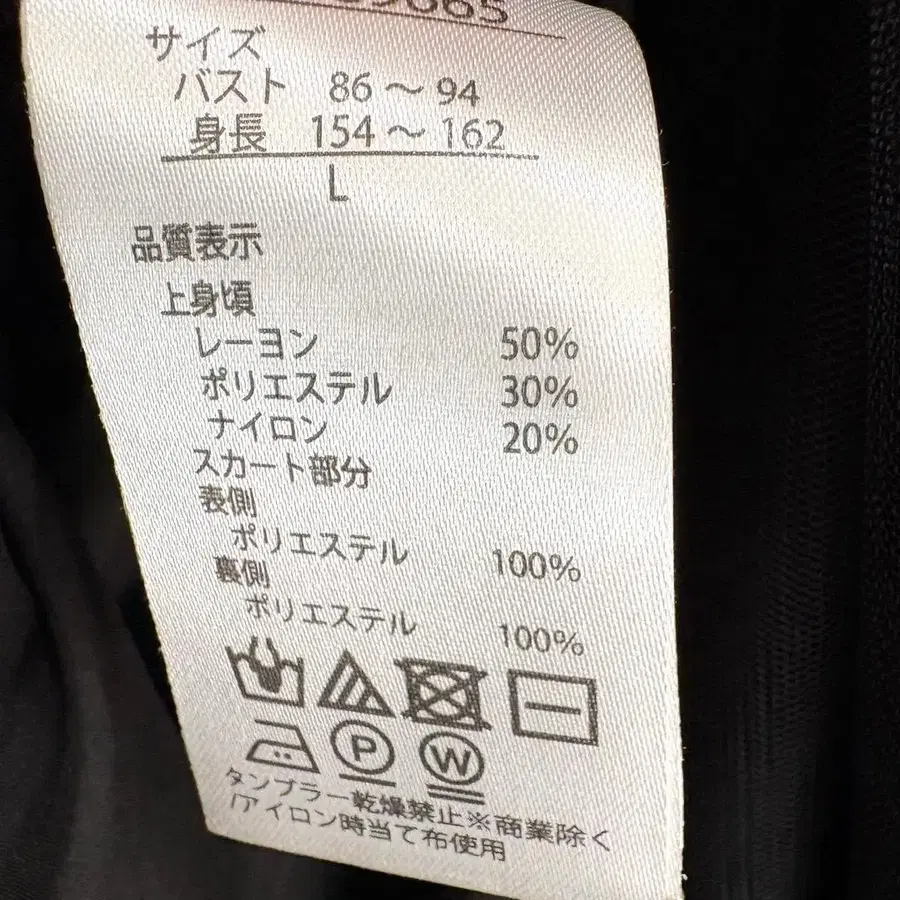 サイズ
バスト 86～94
身長 154～162
L
品質表示
上身頃
レーヨン 50%
ポリエステル 30%
ナイロン 20%
スカート部分
表側
ポリエステル 100%
裏側
ポリエステル 100%
P W
タンブラー乾燥禁止※商業除く
/アイロン時当て布使用